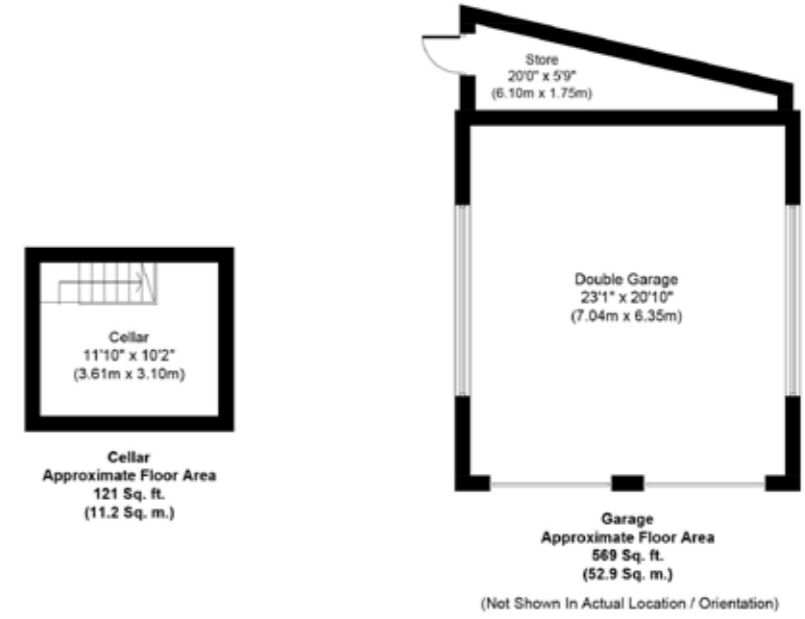 Store
20'0" x 5'9"
(6.10m x 1.75m)
Double Garage
23'1" x 20'10"
(7.04m x 6.35m)
Cellar
11'10" x 10'2"
(3.61m x 3.10m)
Cellar
Approximate Floor Area
121 Sq. ft.
(11.2 Sq. m.)
Garage
Approximate Floor Area
569 Sq. ft.
(52.9 Sq. m.)
(Not Shown In Actual Location / Orientation)